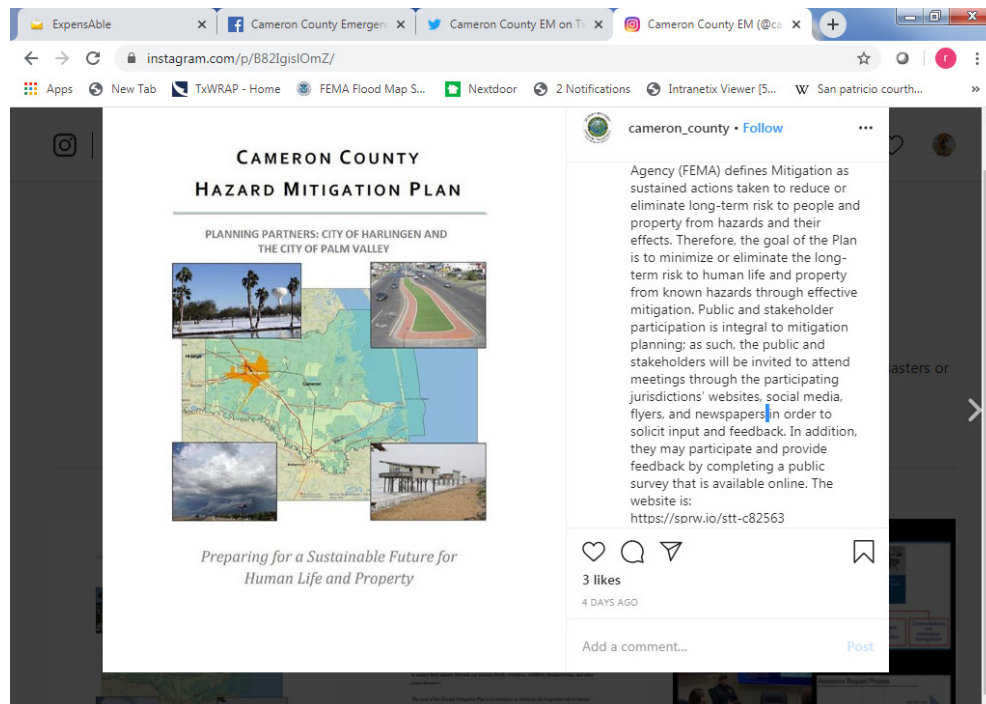 ExpensAble
Cameron County Emergen
Cameron County EM on Tw
Cameron County EM (@ca
instagram.com/p/B82IgislOmZ/
Apps
New Tab
TxWRAP - Home
FEMA Flood Map S...
Nextdoor
2 Notifications
Intranetix Viewer [5...
San patricio courth...
»
r
CAMERON COUNTY
HAZARD MITIGATION PLAN
PLANNING PARTNERS: CITY OF HARLINGEN AND
THE CITY OF PALM VALLEY
Cameron
Preparing for a Sustainable Future for
Human Life and Property
cameron_county • Follow
Agency (FEMA) defines Mitigation as
sustained actions taken to reduce or
eliminate long-term risk to people and
property from hazards and their
effects. Therefore, the goal of the Plan
is to minimize or eliminate the long-
term risk to human life and property
from known hazards through effective
mitigation. Public and stakeholder
participation is integral to mitigation
planning; as such, the public and
stakeholders will be invited to attend
meetings through the participating
jurisdictions' websites, social media,
flyers, and newspapers in order to
solicit input and feedback. In addition,
they may participate and provide
feedback by completing a public
survey that is available online. The
website is:
https://sprw.io/stt-c82563
3 likes
4 DAYS AGO
Add a comment...
Post
asters or
Assistance Request Process